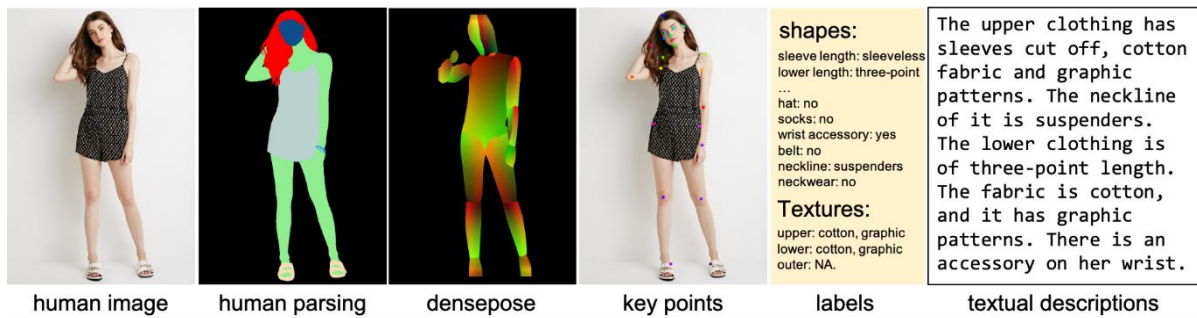 shapes:
sleeve length: sleeveless
lower length: three-point
...
hat: no
socks: no
wrist accessory: yes
belt: no
neckline: suspenders
neckwear: no
Textures:
upper: cotton, graphic
lower: cotton, graphic
outer: NA.
The upper clothing has
sleeves cut off, cotton
fabric and graphic
patterns. The neckline
of it is suspenders.
The lower clothing is
of three-point length.
The fabric is cotton,
and it has graphic
patterns. There is an
accessory on her wrist.
human image
human parsing
densepose
key points
labels
textual descriptions